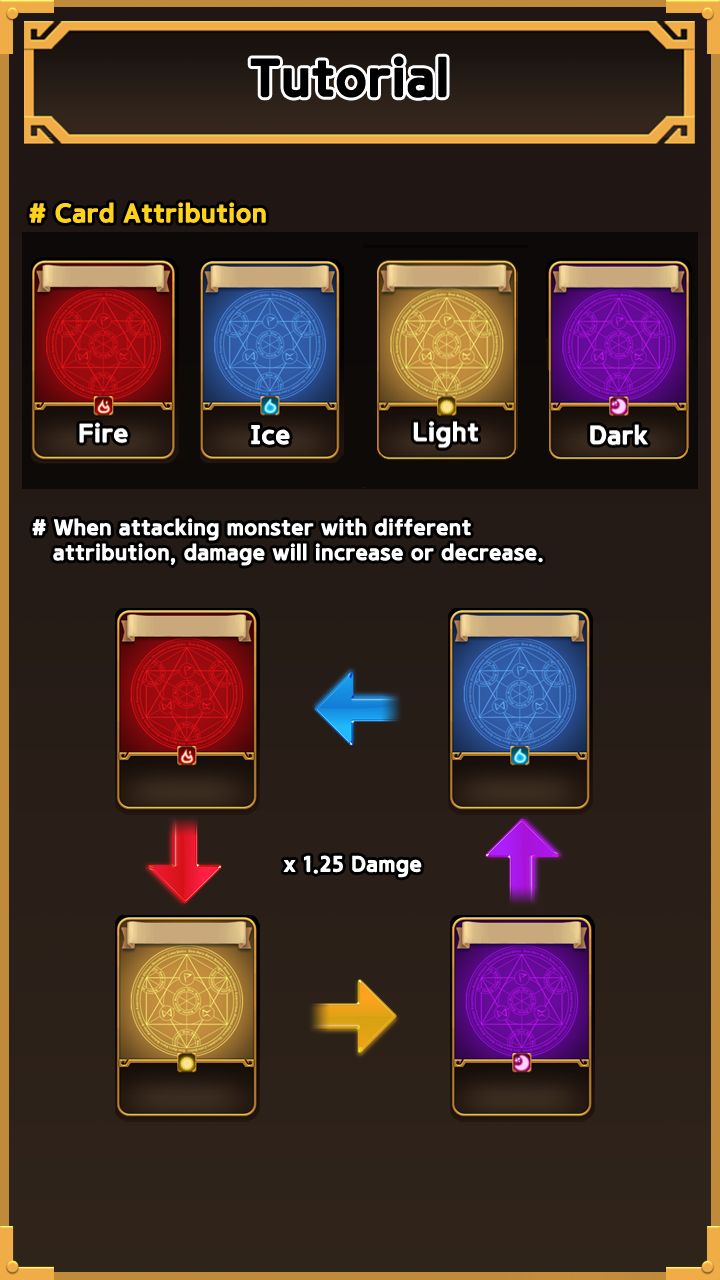 Tutorial
# Card Attribution
Fire
Ice
Light
Dark
# When attacking monster with different
attribution, damage will increase or decrease.
x 1.25 Damge